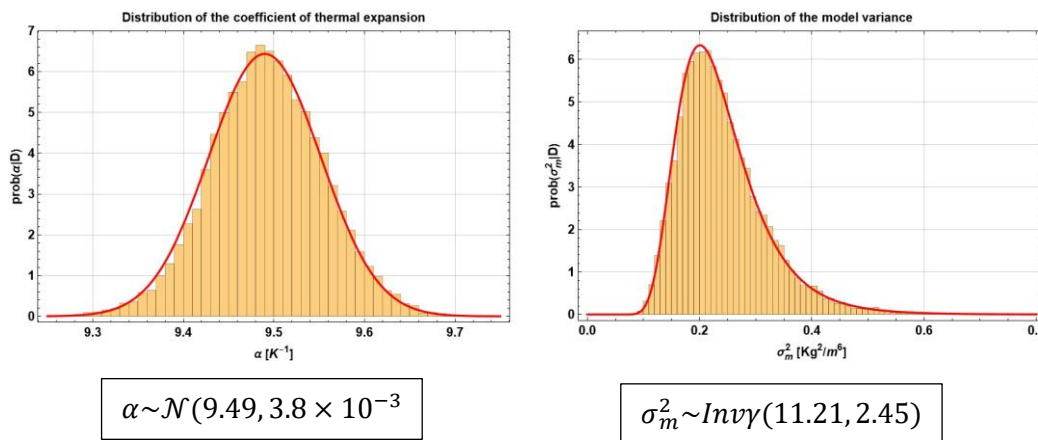 Distribution of the coefficient of thermal expansion
7
6
5
4
3
2
1
0
prob(α|D)
9.3 9.4 9.5 9.6 9.7
α [K⁻¹]
α~𝒩(9.49, 3.8 × 10⁻³
Distribution of the model variance
6
5
4
3
2
1
0
prob(σ²ₘ|D)
0.0 0.2 0.4 0.6
σ²ₘ [Kg²/m⁶]
σ²ₘ~Invγ(11.21, 2.45)